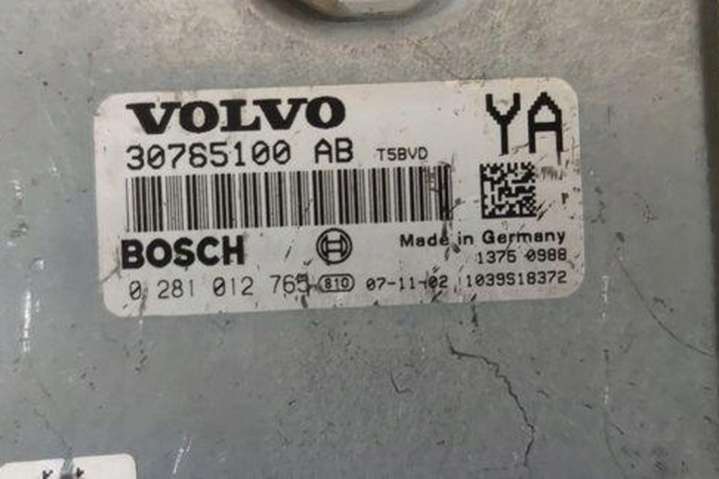 VOLVO
YA
30765100 AB T5BVD
BOSCH
Made in Germany
1375 0988
0 281 012 765 810 07-11-02 1039S18372